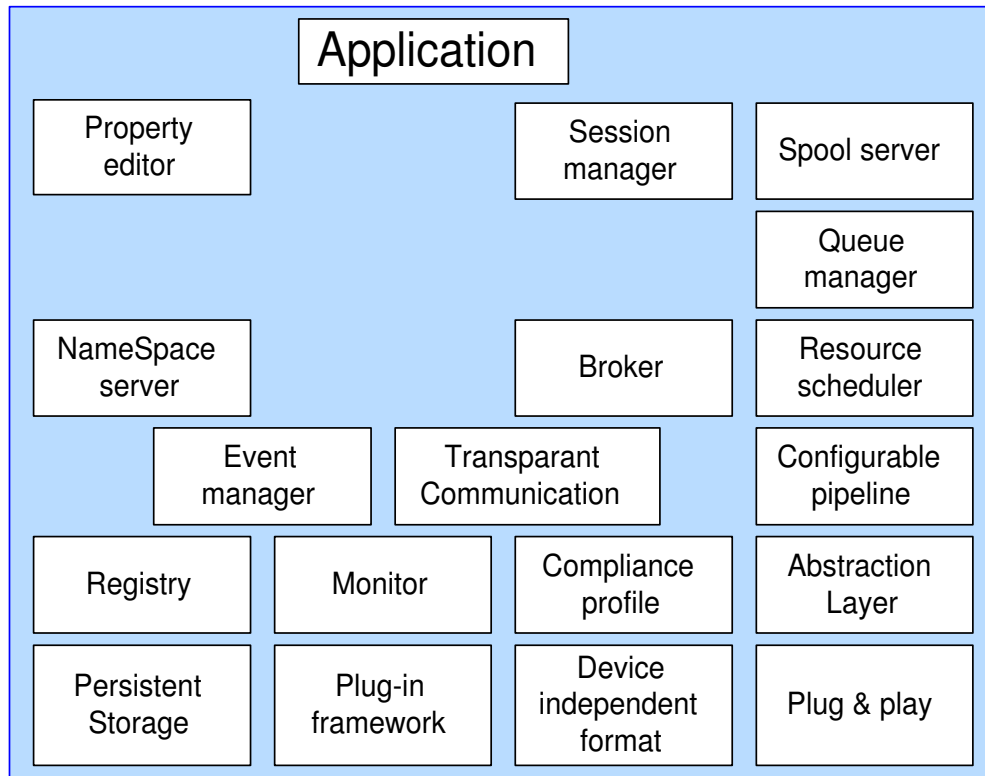 Application
Property
editor
Session
manager
Spool server
Queue
manager
NameSpace
server
Broker
Resource
scheduler
Event
manager
Transparant
Communication
Configurable
pipeline
Registry
Monitor
Compliance
profile
Abstraction
Layer
Persistent
Storage
Plug-in
framework
Device
independent
format
Plug & play